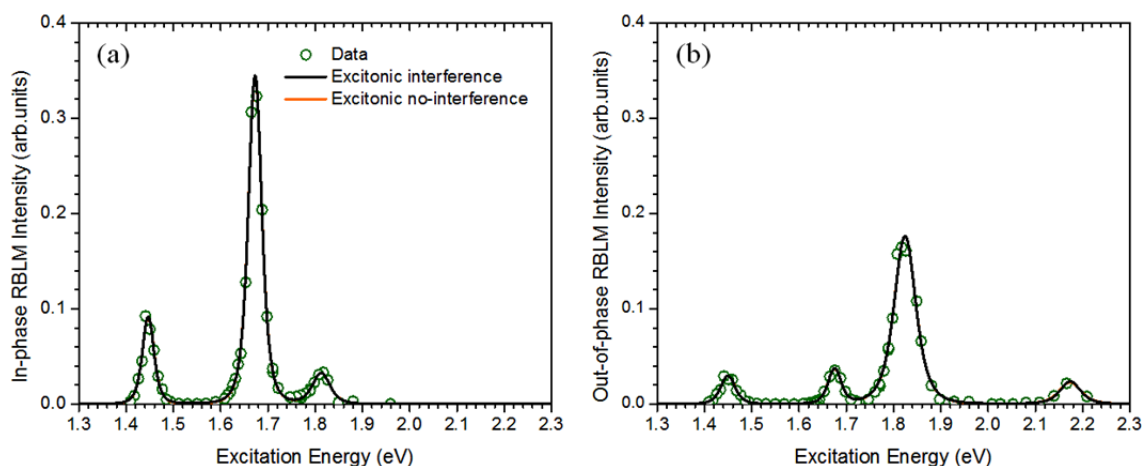 (a)
Data
Excitonic interference
Excitonic no-interference
In-phase RBLM Intensity (arb.units)
0.4
0.3
0.2
0.1
0.0
1.3 1.4 1.5 1.6 1.7 1.8 1.9 2.0 2.1 2.2 2.3
Excitation Energy (eV)
(b)
Out-of-phase RBLM Intensity (arb.units)
0.4
0.3
0.2
0.1
0.0
1.3 1.4 1.5 1.6 1.7 1.8 1.9 2.0 2.1 2.2 2.3
Excitation Energy (eV)